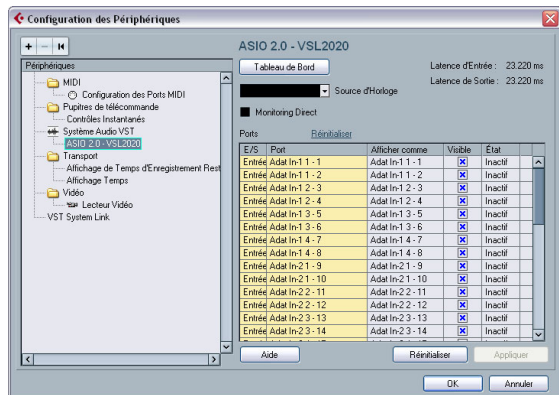 Configuration des Périphériques
ASIO 2.0 - VSL2020
Périphériques
MIDI
Configuration des Ports MIDI
Pupitres de télécommande
Contrôles Instantanés
Système Audio VST
ASIO 2.0 - VSL2020
Transport
Affichage de Temps d'Enregistrement Rest
Affichage Temps
Vidéo
Lecteur Vidéo
VST System Link
Tableau de Bord
Latence d'Entrée : 23.220 ms
Latence de Sortie : 23.220 ms
Source d'Horloge
Monitoring Direct
Ports Réinitialiser
E/S Port Afficher comme Visible État
Entrée Adat In-1 1 - 1 Adat In-1 1 - 1 Inactif
Entrée Adat In-1 1 - 2 Adat In-1 1 - 2 Inactif
Entrée Adat In-1 2 - 3 Adat In-1 2 - 3 Inactif
Entrée Adat In-1 2 - 4 Adat In-1 2 - 4 Inactif
Entrée Adat In-1 3 - 5 Adat In-1 3 - 5 Inactif
Entrée Adat In-1 3 - 6 Adat In-1 3 - 6 Inactif
Entrée Adat In-1 4 - 7 Adat In-1 4 - 7 Inactif
Entrée Adat In-1 4 - 8 Adat In-1 4 - 8 Inactif
Entrée Adat In-2 1 - 9 Adat In-2 1 - 9 Inactif
Entrée Adat In-2 1 - 10 Adat In-2 1 - 10 Inactif
Entrée Adat In-2 2 - 11 Adat In-2 2 - 11 Inactif
Entrée Adat In-2 2 - 12 Adat In-2 2 - 12 Inactif
Entrée Adat In-2 3 - 13 Adat In-2 3 - 13 Inactif
Entrée Adat In-2 3 - 14 Adat In-2 3 - 14 Inactif
Aide Réinitialiser Appliquer
OK Annuler